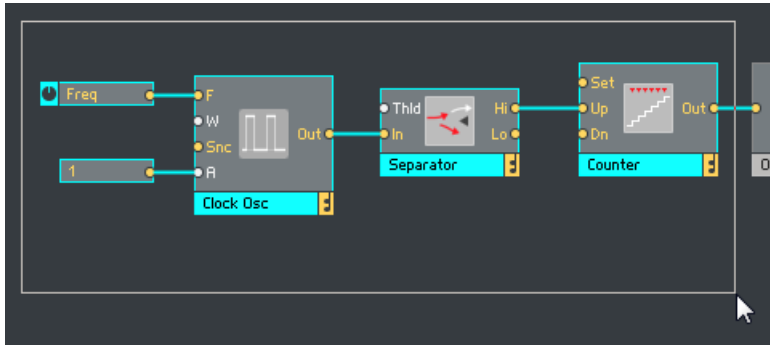 Freq
F
W
Snc
A
Out
Clock Osc
1
Thld
In
Hi
Lo
Separator
Set
Up
Dn
Out
Counter
O